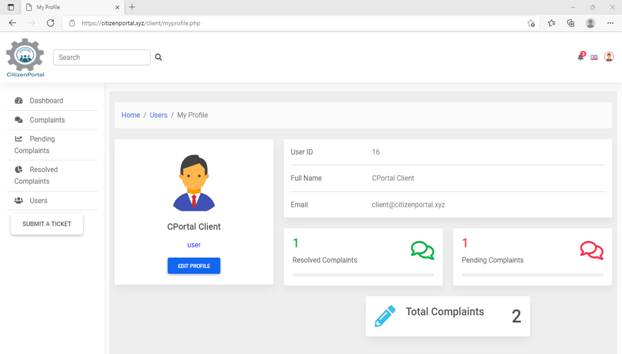 My Profile
https://citizenportal.xyz/client/myprofile.php
CitizenPortal
Search
3
Dashboard
Complaints
Pending
Complaints
Resolved
Complaints
Users
SUBMIT A TICKET
Home / Users / My Profile
CPortal Client
user
EDIT PROFILE
User ID 16
Full Name CPortal Client
Email client@citizenportal.xyz
1
Resolved Complaints
1
Pending Complaints
Total Complaints 2